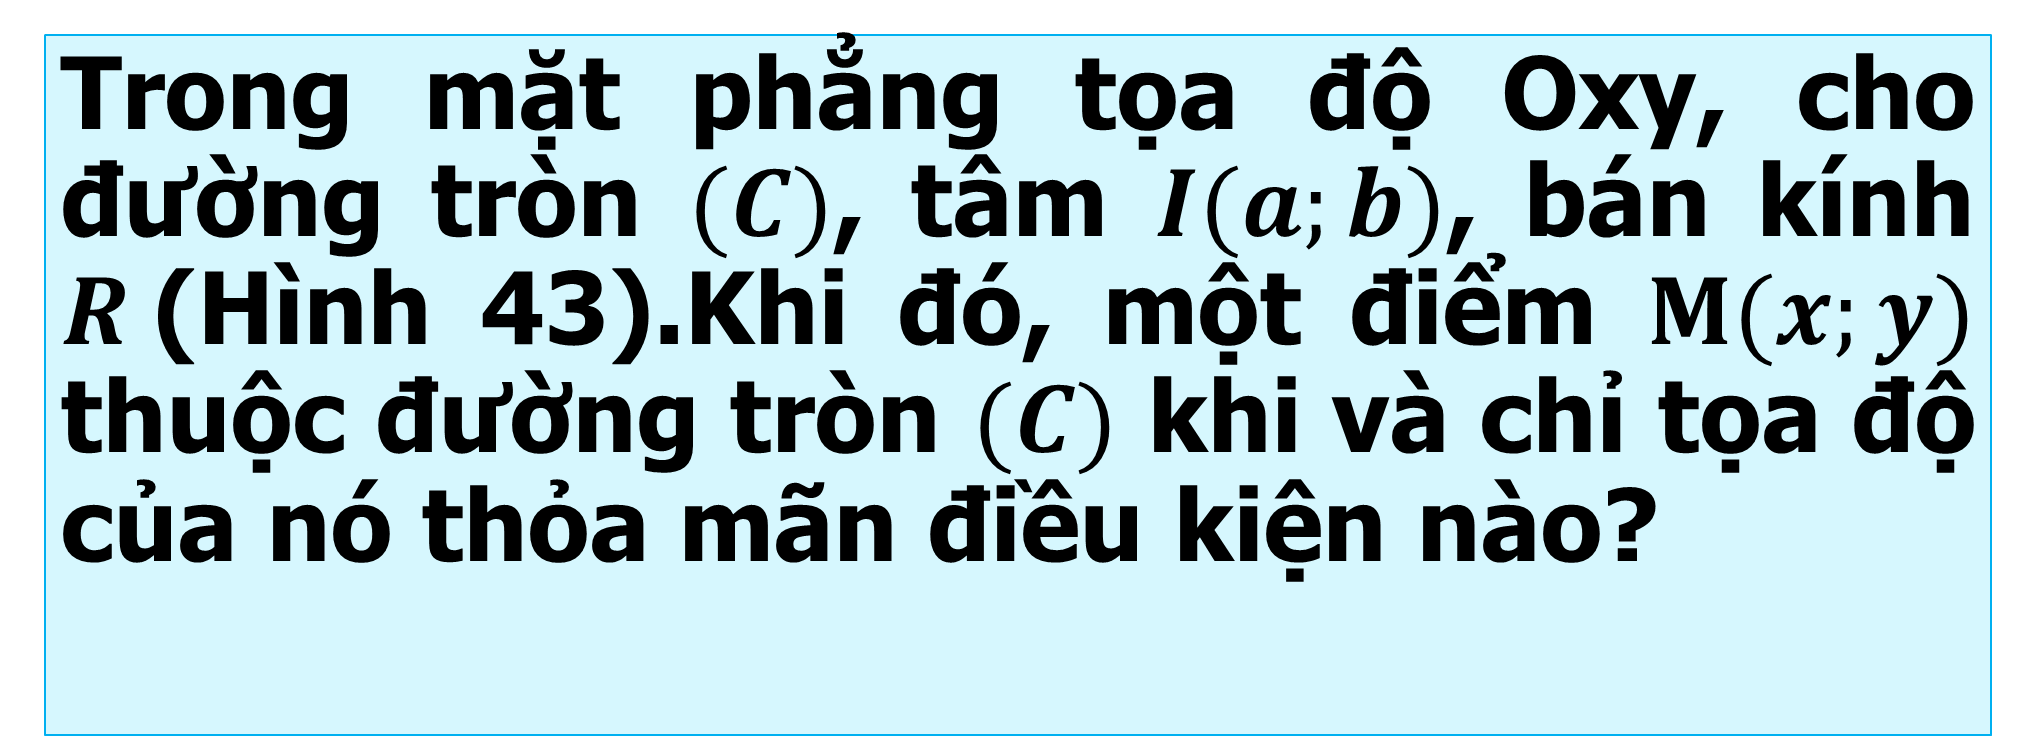 Trong mặt phẳng tọa độ Oxy, cho
đường tròn (C), tâm I(a; b), bán kính
R (Hình 43).Khi đó, một điểm M(x; y)
thuộc đường tròn (C) khi và chỉ tọa độ
của nó thỏa mãn điều kiện nào?